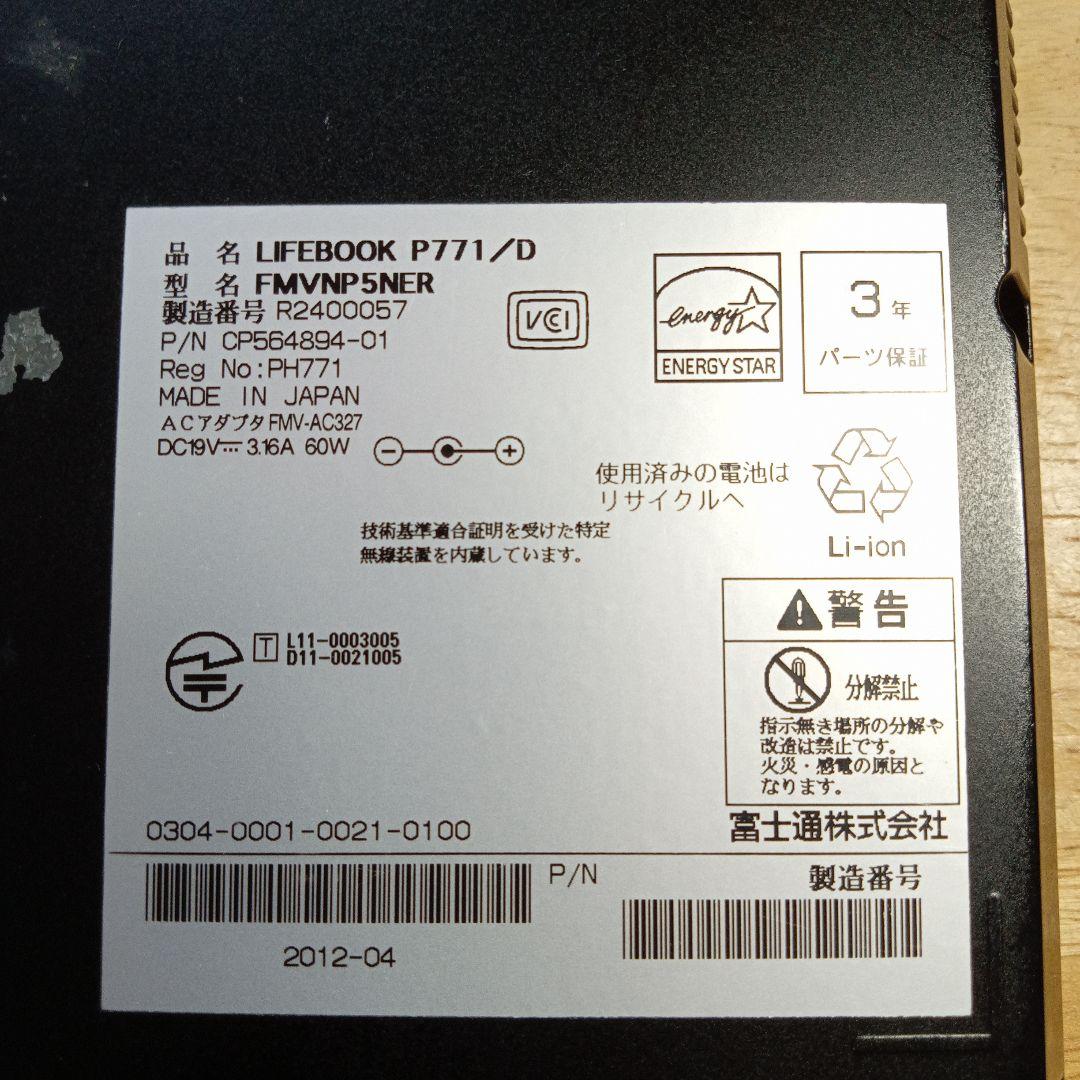 品 名 LIFEBOOK P771/D
型 名 FMVNP5NER
製造番号 R2400057
P/N CP564894-01
Reg No:PH771
MADE IN JAPAN
ACアダプタ FMV-AC327
DC19V⎓ 3.16A 60W
VCI
energy
ENERGY STAR
3年
パーツ保証
使用済みの電池は
リサイクルへ
Li-ion
技術基準適合証明を受けた特定
無線装置を内蔵しています。
T L11-0003005
D11-0021005
警告
分解禁止
指示無き場所の分解や
改造は禁止です。
火災・感電の原因と
なります。
0304-0001-0021-0100
富士通株式会社
P/N
製造番号
2012-04